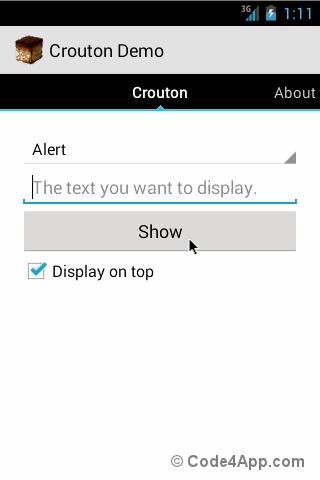 3G 1:11
Crouton Demo
Crouton About
Alert
The text you want to display.
Show
Display on top
© Code4App.com